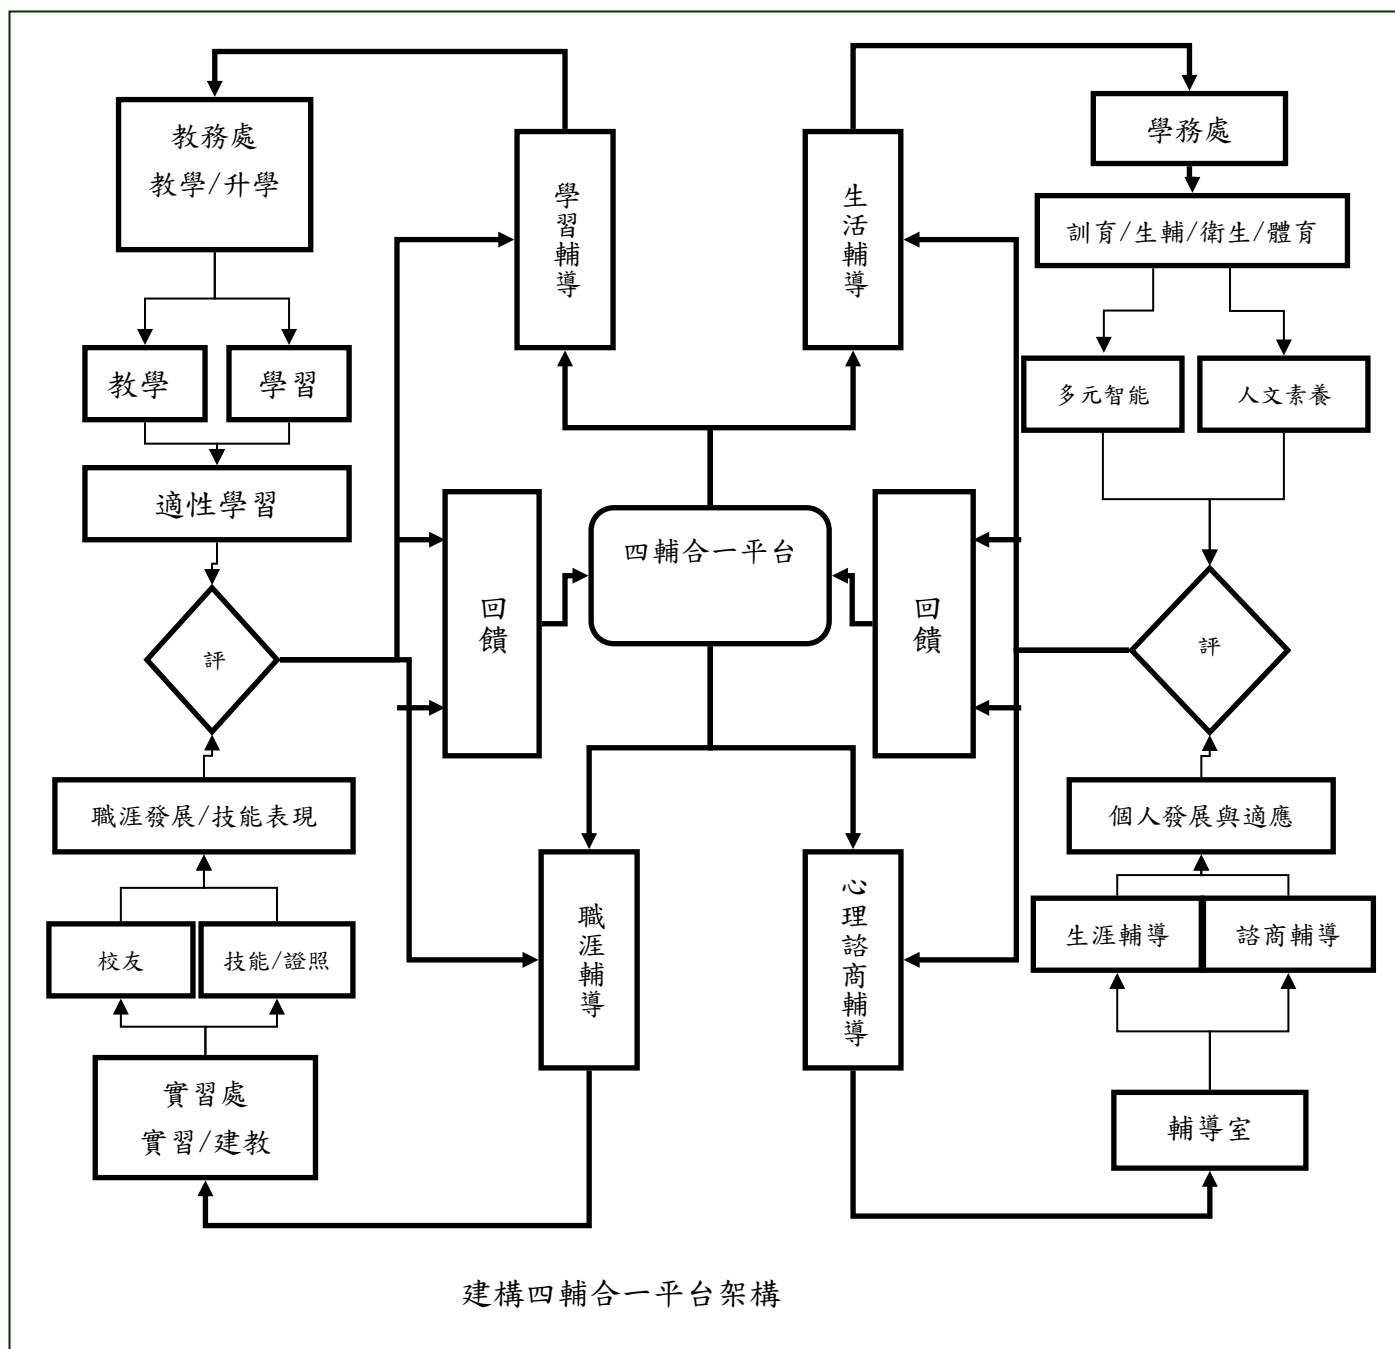 教務處
教學/升學
學習輔導
生活輔導
學務處
訓育/生輔/衛生/體育
教學
學習
多元智能
人文素養
適性學習
回饋
四輔合一平台
回饋
評
評
職涯發展/技能表現
個人發展與適應
校友
技能/證照
職涯輔導
心理諮商輔導
生涯輔導
諮商輔導
實習處
實習/建教
輔導室
建構四輔合一平台架構